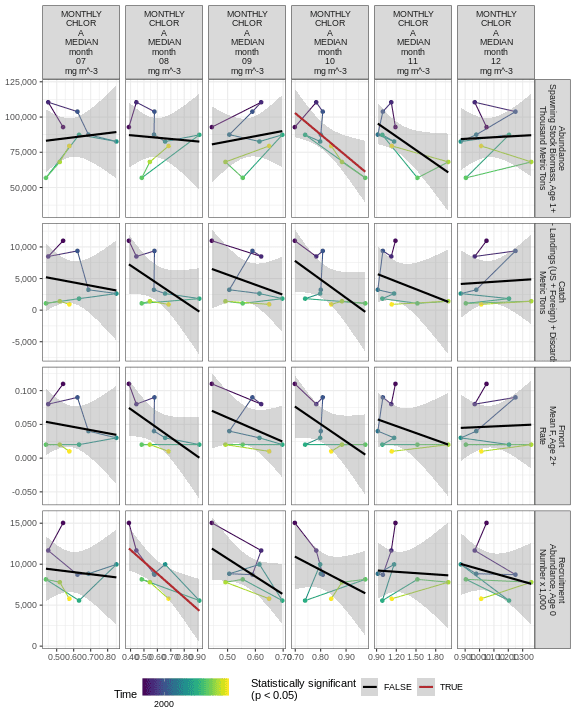 MONTHLY
CHLOR
A
MEDIAN
month
07
mg m^-3
MONTHLY
CHLOR
A
MEDIAN
month
08
mg m^-3
MONTHLY
CHLOR
A
MEDIAN
month
09
mg m^-3
MONTHLY
CHLOR
A
MEDIAN
month
10
mg m^-3
MONTHLY
CHLOR
A
MEDIAN
month
11
mg m^-3
MONTHLY
CHLOR
A
MEDIAN
month
12
mg m^-3
125,000
100,000
75,000
50,000
Abundance
Spawning Stock Biomass, Age 1+
Thousand Metric Tons
10,000
5,000
0
-5,000
Catch
Landings (US + Foreign) + Discard
Metric Tons
0.100
0.050
0.000
-0.050
Fmort
Mean F, Age 2+
Rate
15,000
10,000
5,000
0
Recruitment
Abundance, Age 0
Number x 1,000
0.50 0.60 0.70 0.80
0.40 0.50 0.60 0.70 0.80 0.90
0.50 0.60 0.70
0.70 0.80 0.90
0.90 1.20 1.50 1.80
0.90 1.00 1.10 1.20 1.30
Time
2000
Statistically significant
(p < 0.05)
FALSE
TRUE